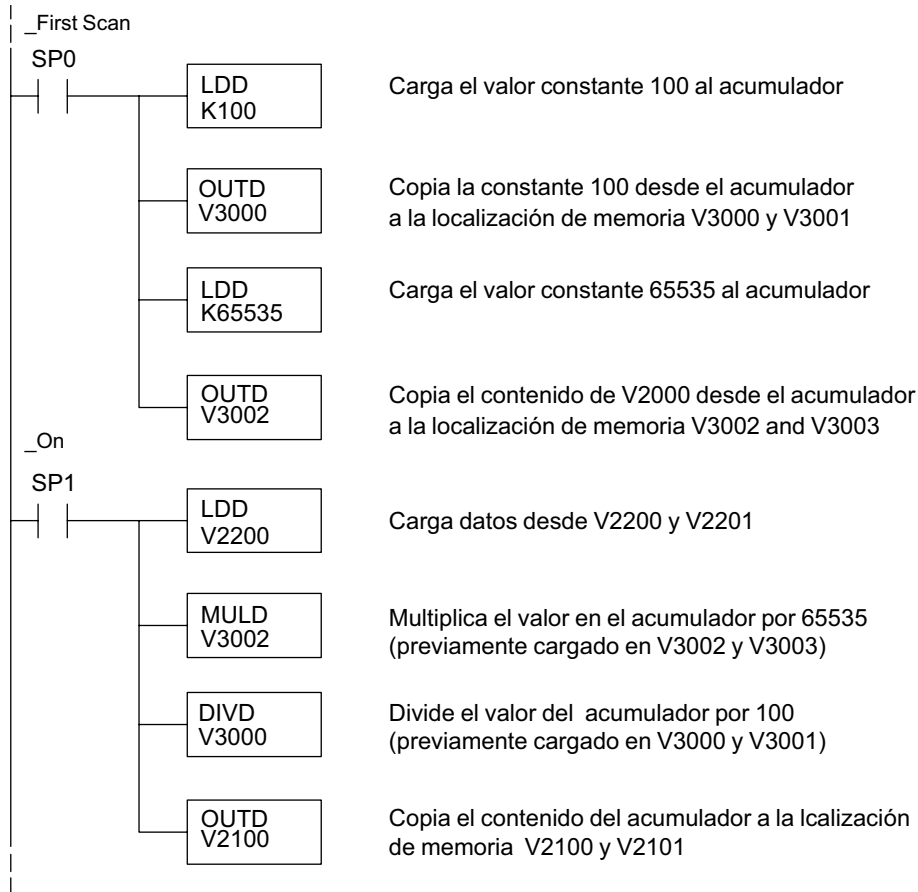 _First Scan
SP0
LDD
K100
Carga el valor constante 100 al acumulador
OUTD
V3000
Copia la constante 100 desde el acumulador
a la localización de memoria V3000 y V3001
LDD
K65535
Carga el valor constante 65535 al acumulador
OUTD
V3002
Copia el contenido de V2000 desde el acumulador
a la localización de memoria V3002 and V3003
_On
SP1
LDD
V2200
Carga datos desde V2200 y V2201
MULD
V3002
Multiplica el valor en el acumulador por 65535
(previamente cargado en V3002 y V3003)
DIVD
V3000
Divide el valor del acumulador por 100
(previamente cargado en V3000 y V3001)
OUTD
V2100
Copia el contenido del acumulador a la lcalización
de memoria V2100 y V2101